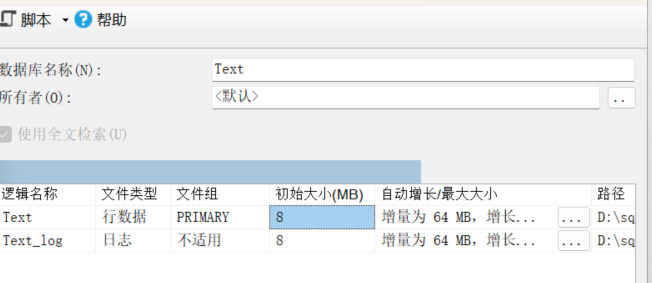 脚本 帮助
数据库名称(N): Text
所有者(O): <默认> ..
使用全文检索(U)
逻辑名称 文件类型 文件组 初始大小(MB) 自动增长/最大大小 路径
Text 行数据 PRIMARY 8 增量为 64 MB，增长... ... D:\sq
Text_log 日志 不适用 8 增量为 64 MB，增长... ... D:\sq